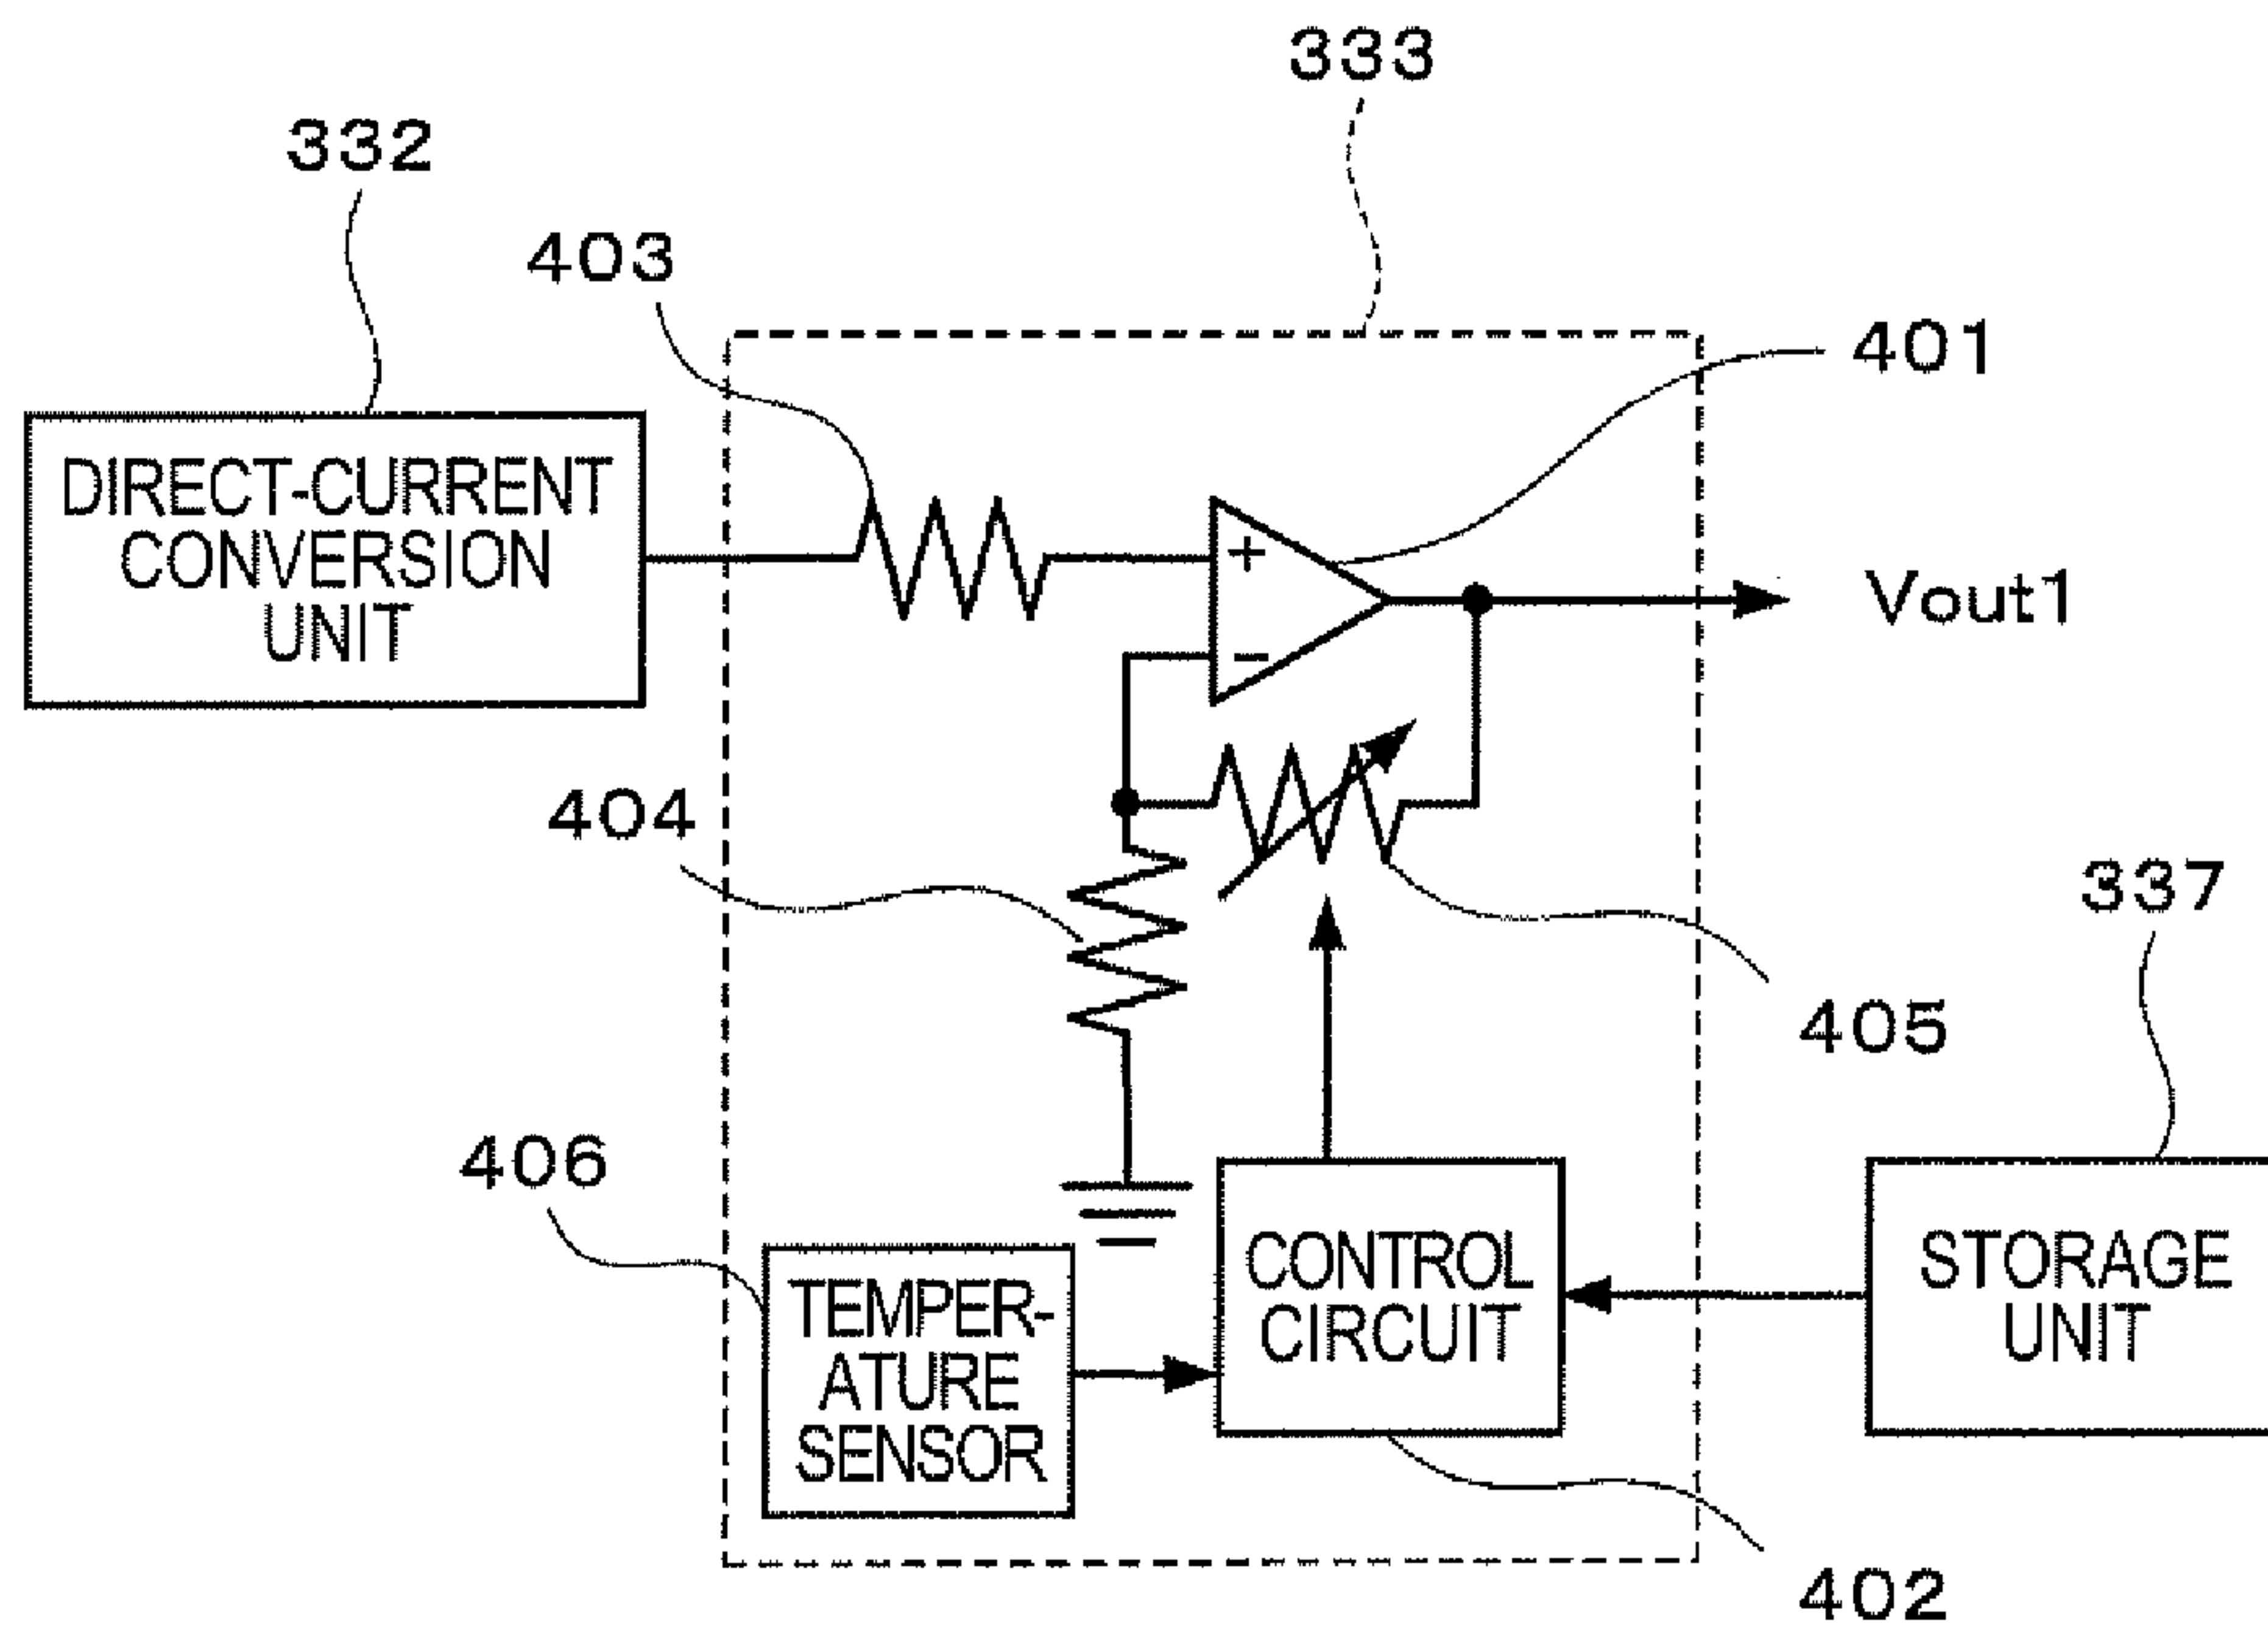 333
332
403
401
DIRECT-CURRENT
CONVERSION
UNIT
+
Vout1
-
404
337
405
406
CONTROL
CIRCUIT
STORAGE
UNIT
TEMPER-
ATURE
SENSOR
402